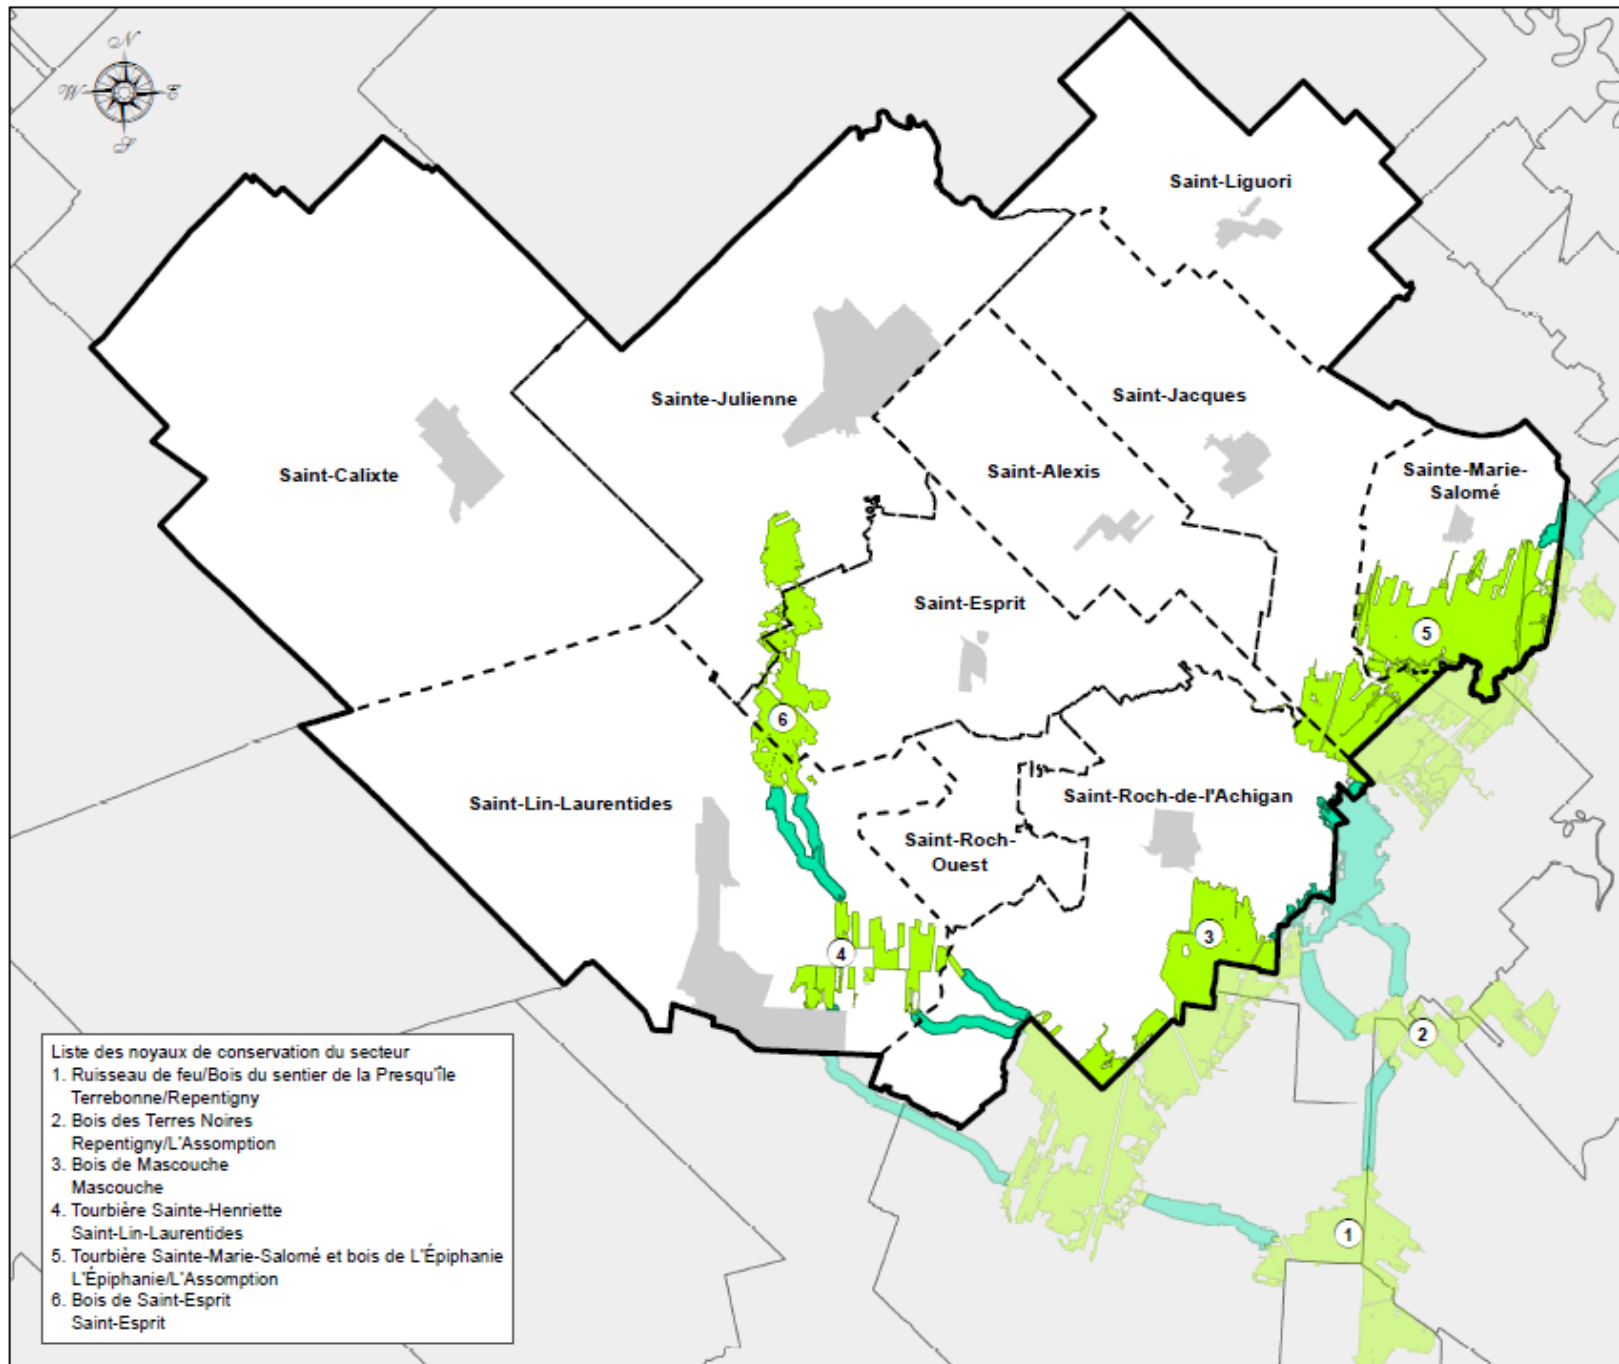 N
W E
S
Saint-Liguori
Sainte-Julienne
Saint-Jacques
Saint-Calixte
Saint-Alexis
Sainte-Marie-
Salomé
Saint-Esprit
5
6
Saint-Lin-Laurentides
Saint-Roch-de-l'Achigan
Saint-Roch-
Ouest
3
4
2
1
Liste des noyaux de conservation du secteur
1. Ruisseau de feu/Bois du sentier de la Presqu'île
Terrebonne/Repentigny
2. Bois des Terres Noires
Repentigny/L'Assomption
3. Bois de Mascouche
Mascouche
4. Tourbière Sainte-Henriette
Saint-Lin-Laurentides
5. Tourbière Sainte-Marie-Salomé et bois de L'Épiphanie
L'Épiphanie/L'Assomption
6. Bois de Saint-Esprit
Saint-Esprit